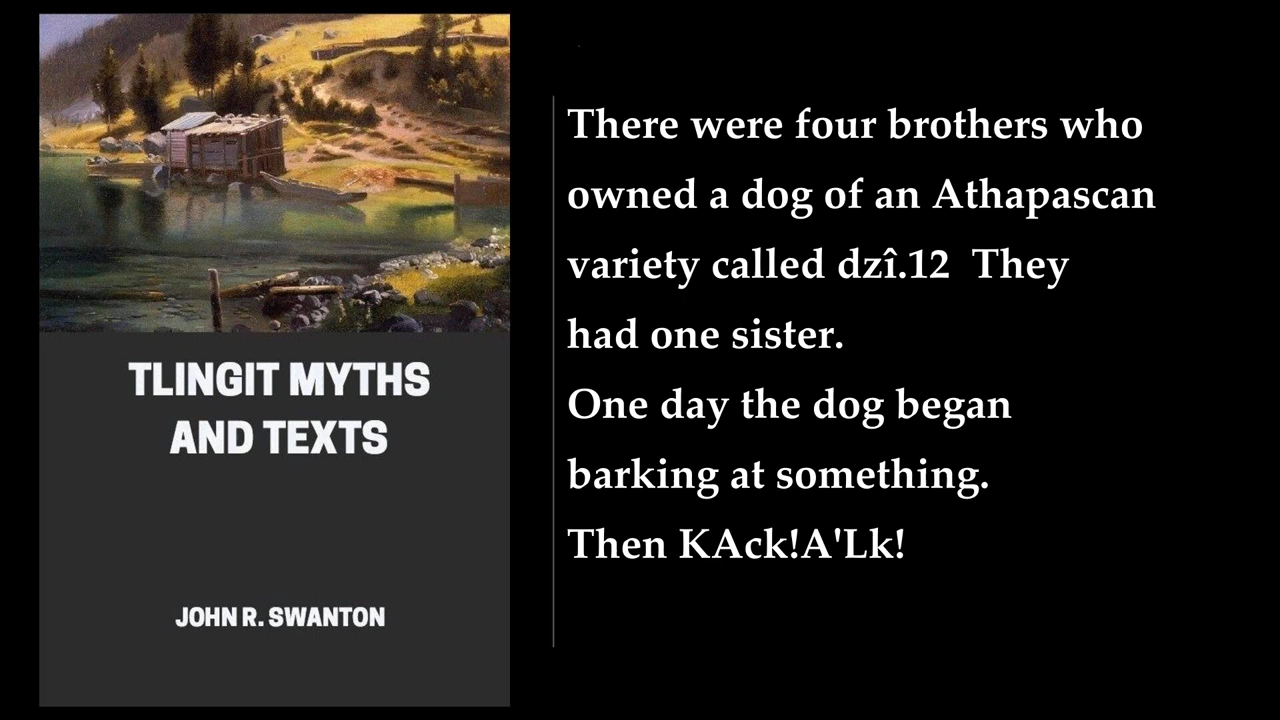 TLINGIT MYTHS
AND TEXTS
JOHN R. SWANTON
There were four brothers who
owned a dog of an Athapascan
variety called dzî.12  They
had one sister.
One day the dog began
barking at something.
Then KAck!A'Lk!